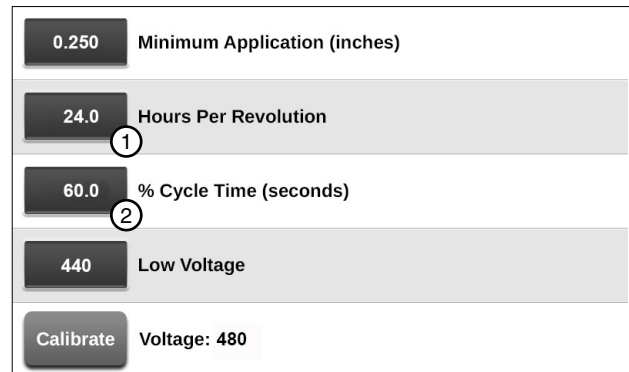 0.250 Minimum Application (inches)
24.0 Hours Per Revolution
1
60.0 % Cycle Time (seconds)
2
440 Low Voltage
Calibrate Voltage: 480